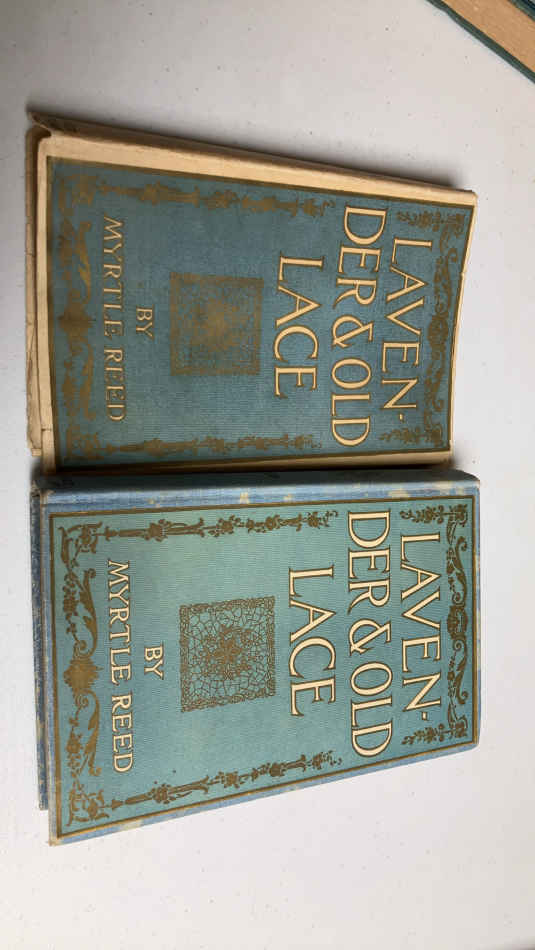 LAVEN-
DER & OLD
LACE
BY
MYRTLE REED
LAVEN-
DER & OLD
LACE
BY
MYRTLE REED